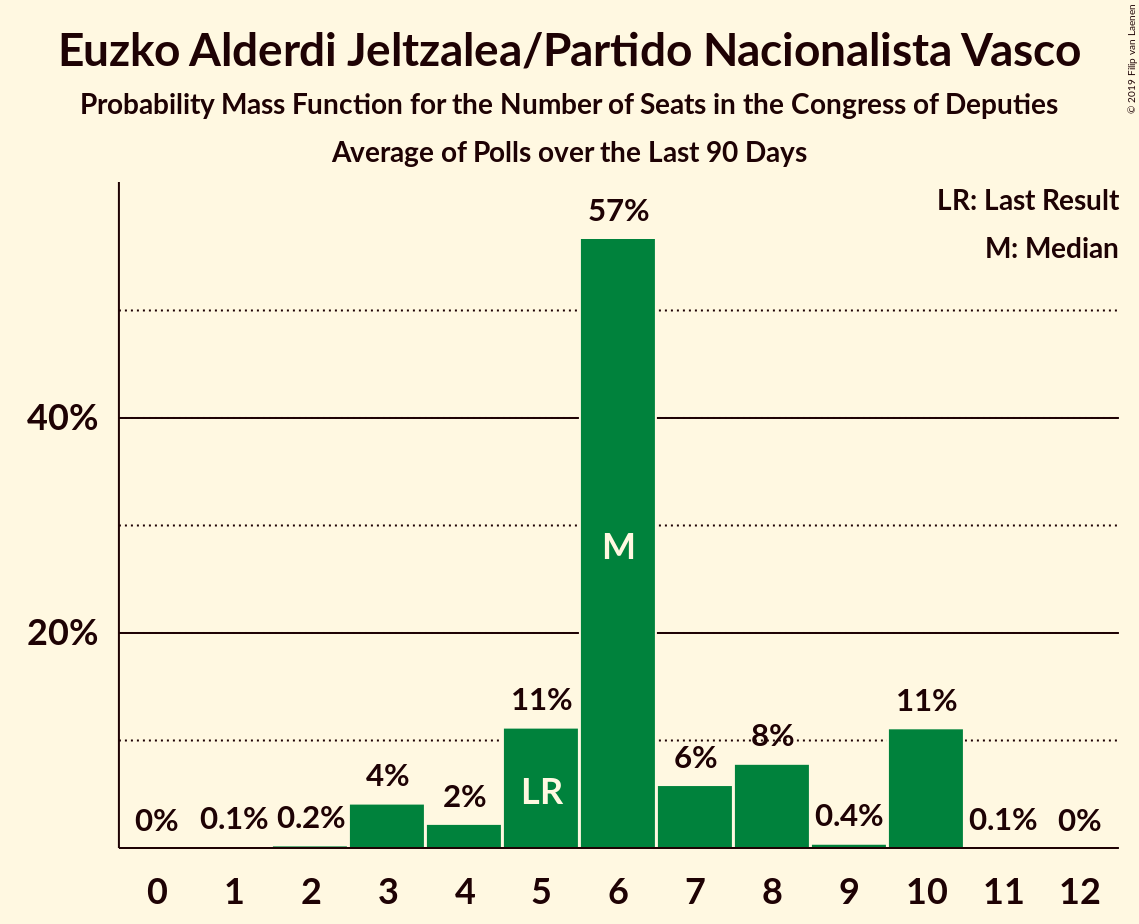 Euzko Alderdi Jeltzalea/Partido Nacionalista Vasco
Probability Mass Function for the Number of Seats in the Congress of Deputies
Average of Polls over the Last 90 Days
© 2019 Filip van Laenen
LR: Last Result
M: Median
57%
40%
M
20%
11%
11%
8%
6%
4%
LR
2%
0%
0.1%
0.2%
0.4%
0.1%
0%
0 1 2 3 4 5 6 7 8 9 10 11 12